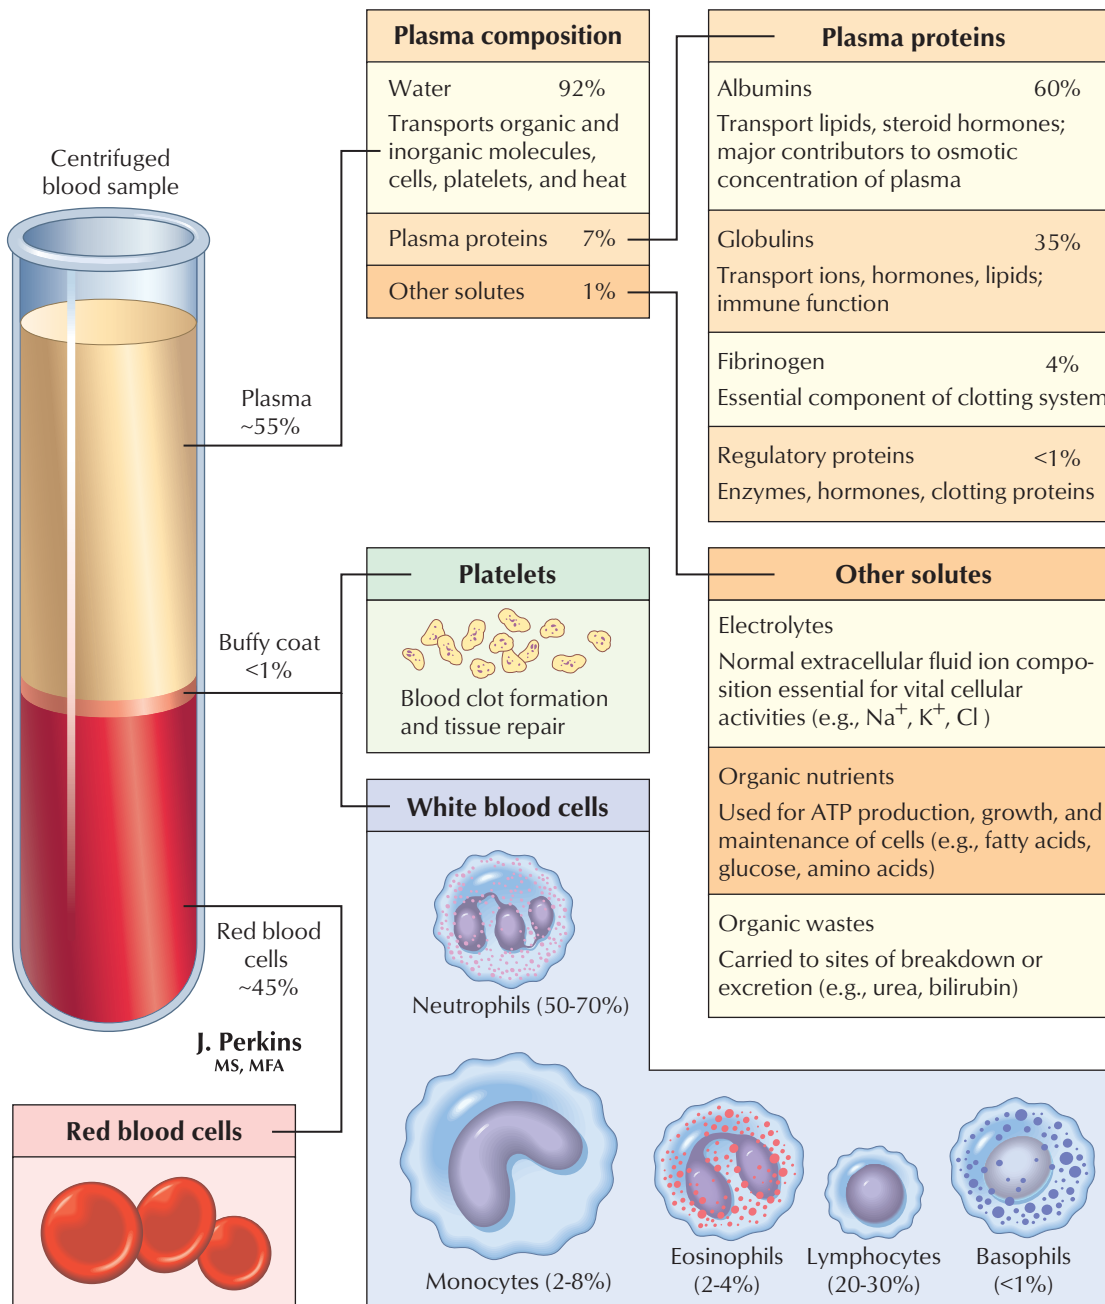 Centrifuged
blood sample
Plasma
~55%
Buffy coat
<1%
Red blood
cells
~45%
J. Perkins
MS, MFA
Red blood cells
Plasma composition
Water 92%
Transports organic and
inorganic molecules,
cells, platelets, and heat
Plasma proteins 7%
Other solutes 1%
Plasma proteins
Albumins 60%
Transport lipids, steroid hormones;
major contributors to osmotic
concentration of plasma
Globulins 35%
Transport ions, hormones, lipids;
immune function
Fibrinogen 4%
Essential component of clotting system
Regulatory proteins <1%
Enzymes, hormones, clotting proteins
Platelets
Blood clot formation
and tissue repair
Other solutes
Electrolytes
Normal extracellular fluid ion compo-
sition essential for vital cellular
activities (e.g., Na⁺, K⁺, Cl )
Organic nutrients
Used for ATP production, growth, and
maintenance of cells (e.g., fatty acids,
glucose, amino acids)
Organic wastes
Carried to sites of breakdown or
excretion (e.g., urea, bilirubin)
White blood cells
Neutrophils (50-70%)
Monocytes (2-8%)
Eosinophils
(2-4%)
Lymphocytes
(20-30%)
Basophils
(<1%)